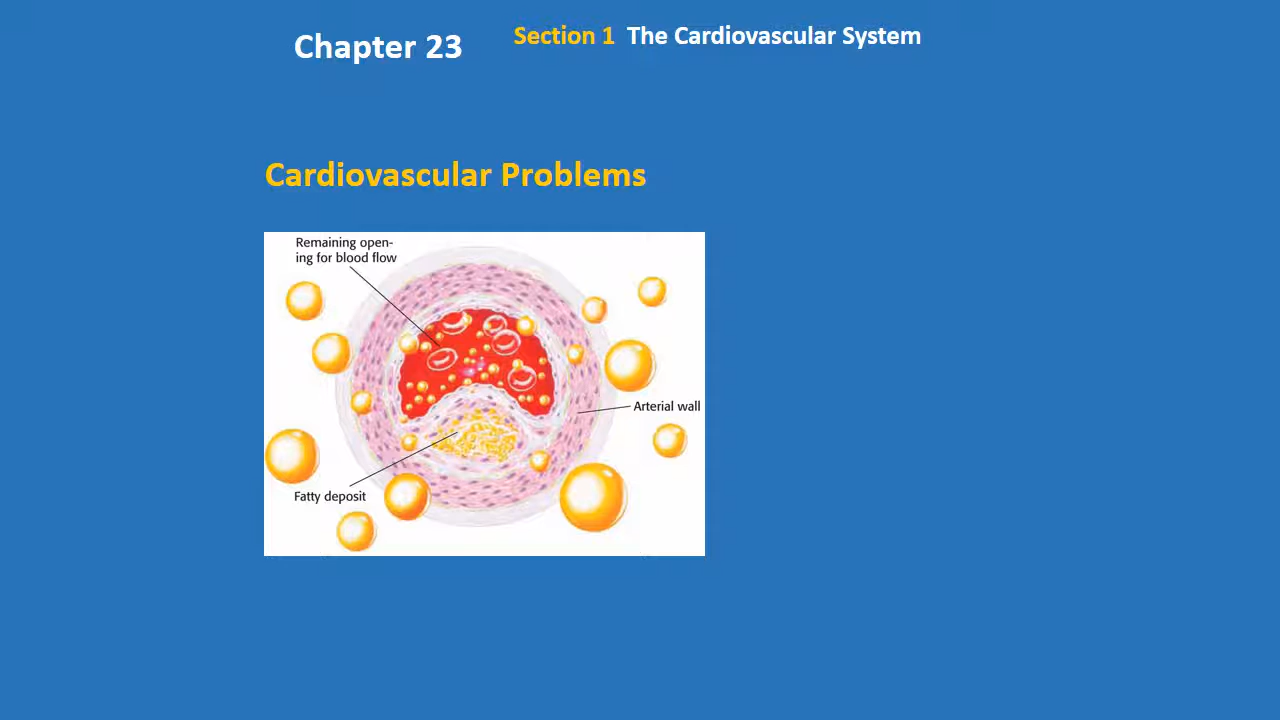 Chapter 23
Section 1 The Cardiovascular System
Cardiovascular Problems
Remaining open-
ing for blood flow
Arterial wall
Fatty deposit